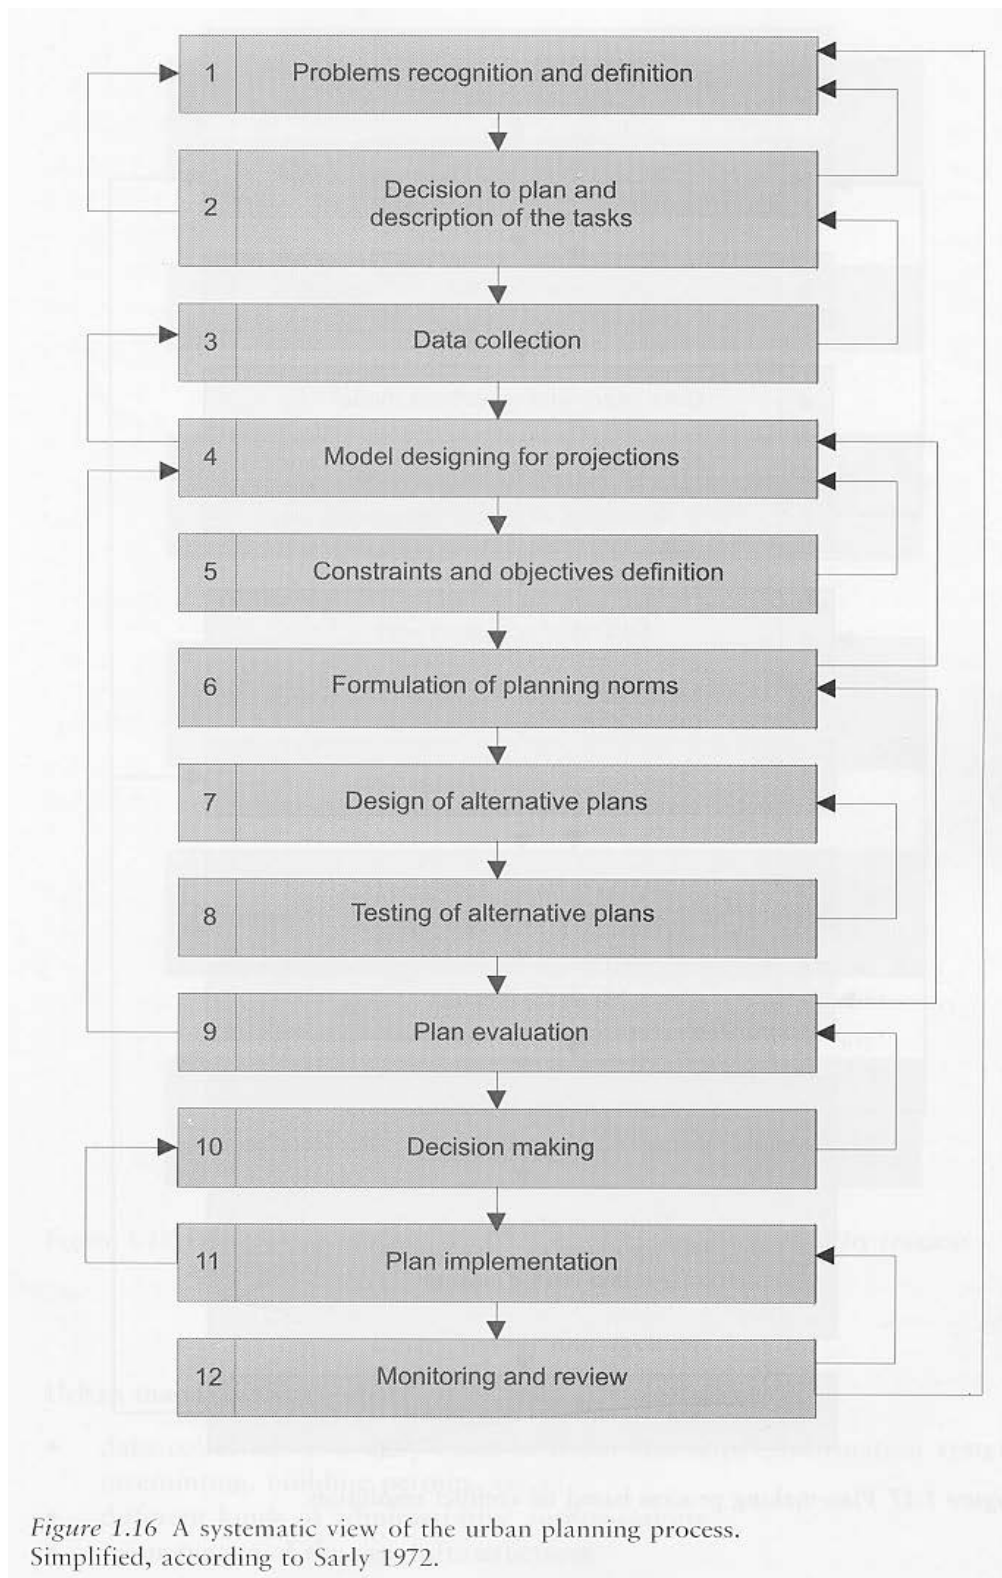 1 Problems recognition and definition
2 Decision to plan and
description of the tasks
3 Data collection
4 Model designing for projections
5 Constraints and objectives definition
6 Formulation of planning norms
7 Design of alternative plans
8 Testing of alternative plans
9 Plan evaluation
10 Decision making
11 Plan implementation
12 Monitoring and review
Figure 1.16 A systematic view of the urban planning process.
Simplified, according to Sarly 1972.